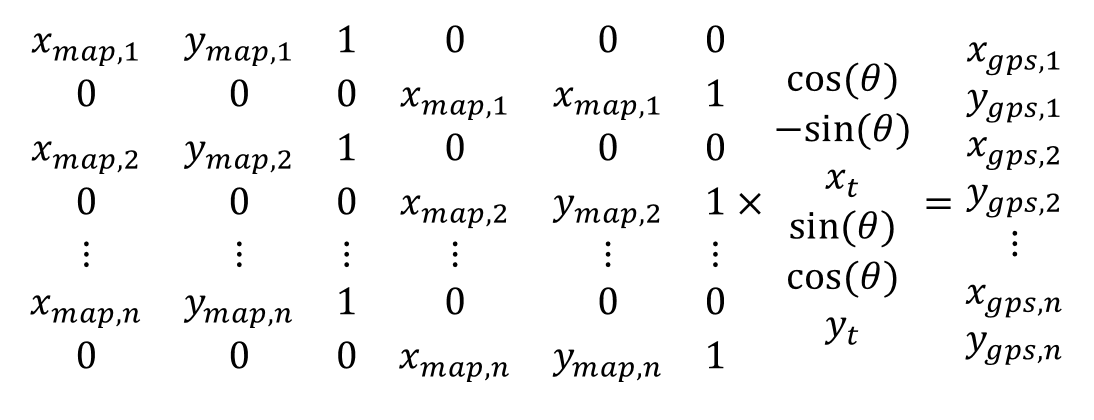 x_{map,1} y_{map,1} 1 0 0 0
0 0 0 x_{map,1} x_{map,1} 1
x_{map,2} y_{map,2} 1 0 0 0
0 0 0 x_{map,2} y_{map,2} 1
⋮ ⋮ ⋮ ⋮ ⋮ ⋮
x_{map,n} y_{map,n} 1 0 0 0
0 0 0 x_{map,n} y_{map,n} 1
×
cos(θ)
−sin(θ)
x_t
sin(θ)
cos(θ)
y_t
=
x_{gps,1}
y_{gps,1}
x_{gps,2}
y_{gps,2}
⋮
x_{gps,n}
y_{gps,n}